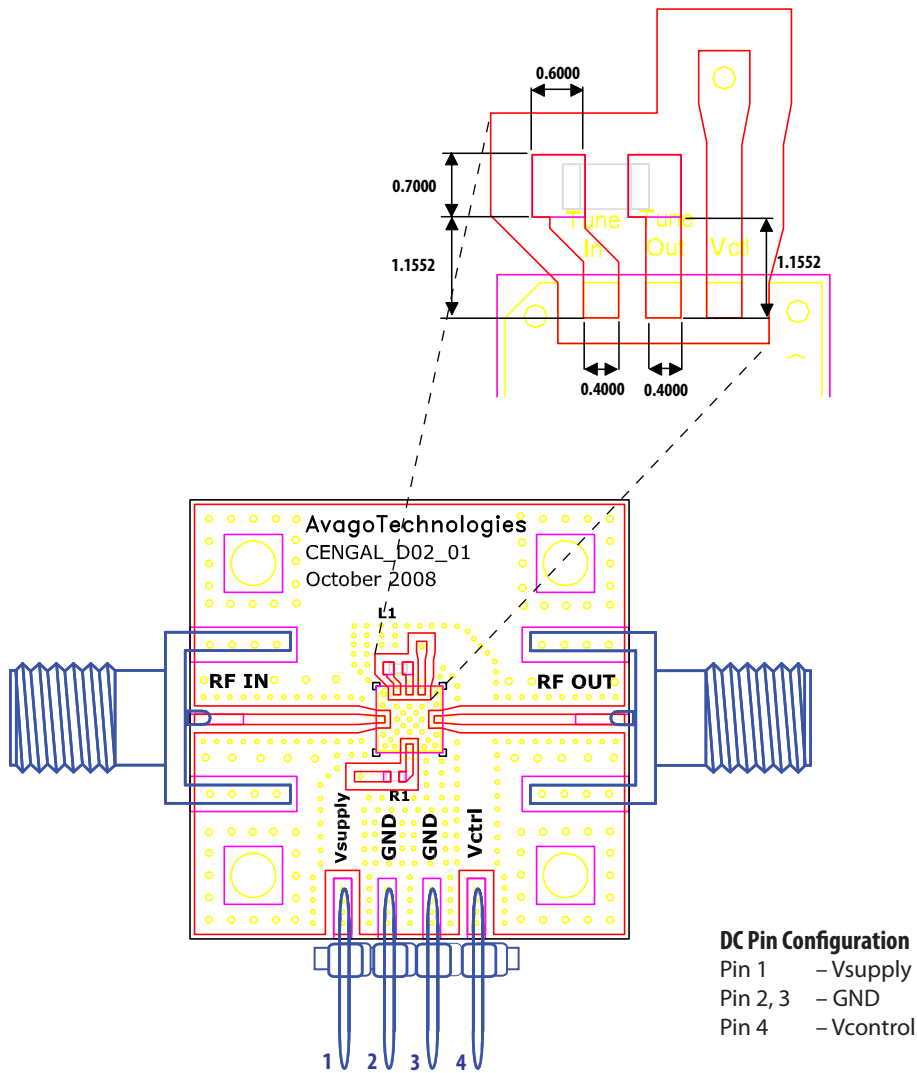 0.6000
0.7000
1.1552
Tune In
Tune Out
Vctl
1.1552
0.4000
0.4000
AvagoTechnologies
CENGAL_D02_01
October 2008
L1
RF IN
RF OUT
R1
Vsupply
GND
GND
Vctrl
1
2
3
4
DC Pin Configuration
Pin 1 – Vsupply
Pin 2, 3 – GND
Pin 4 – Vcontrol